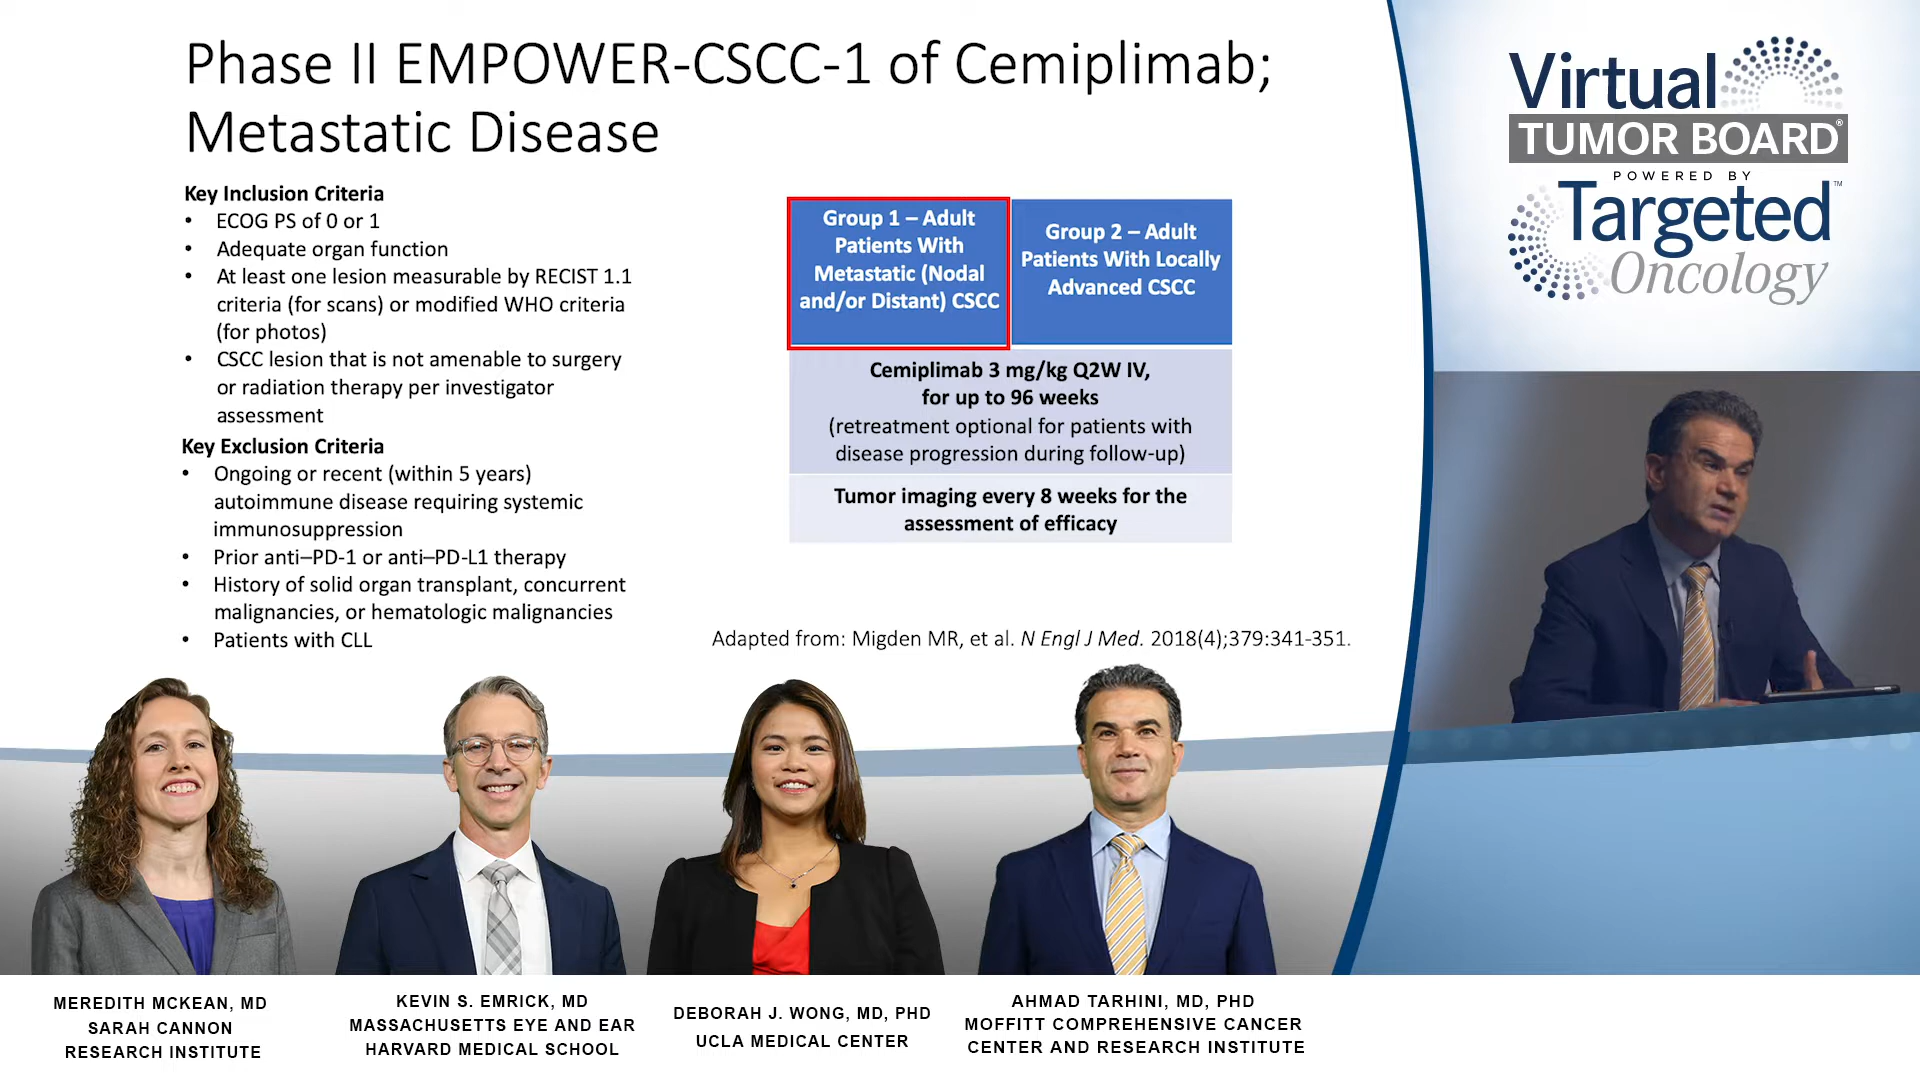 Phase II EMPOWER-CSCC-1 of Cemiplimab;
Metastatic Disease
Key Inclusion Criteria
• ECOG PS of 0 or 1
• Adequate organ function
• At least one lesion measurable by RECIST 1.1
criteria (for scans) or modified WHO criteria
(for photos)
• CSCC lesion that is not amenable to surgery
or radiation therapy per investigator
assessment
Key Exclusion Criteria
• Ongoing or recent (within 5 years)
autoimmune disease requiring systemic
immunosuppression
• Prior anti–PD-1 or anti–PD-L1 therapy
• History of solid organ transplant, concurrent
malignancies, or hematologic malignancies
• Patients with CLL
Group 1 – Adult
Patients With
Metastatic (Nodal
and/or Distant) CSCC
Group 2 – Adult
Patients With Locally
Advanced CSCC
Cemiplimab 3 mg/kg Q2W IV,
for up to 96 weeks
(retreatment optional for patients with
disease progression during follow-up)
Tumor imaging every 8 weeks for the
assessment of efficacy
Adapted from: Migden MR, et al. N Engl J Med. 2018(4);379:341-351.
Virtual
TUMOR BOARD®
POWERED BY
Targeted™
Oncology
MEREDITH MCKEAN, MD
SARAH CANNON
RESEARCH INSTITUTE
KEVIN S. EMRICK, MD
MASSACHUSETTS EYE AND EAR
HARVARD MEDICAL SCHOOL
DEBORAH J. WONG, MD, PHD
UCLA MEDICAL CENTER
AHMAD TARHINI, MD, PHD
MOFFITT COMPREHENSIVE CANCER
CENTER AND RESEARCH INSTITUTE